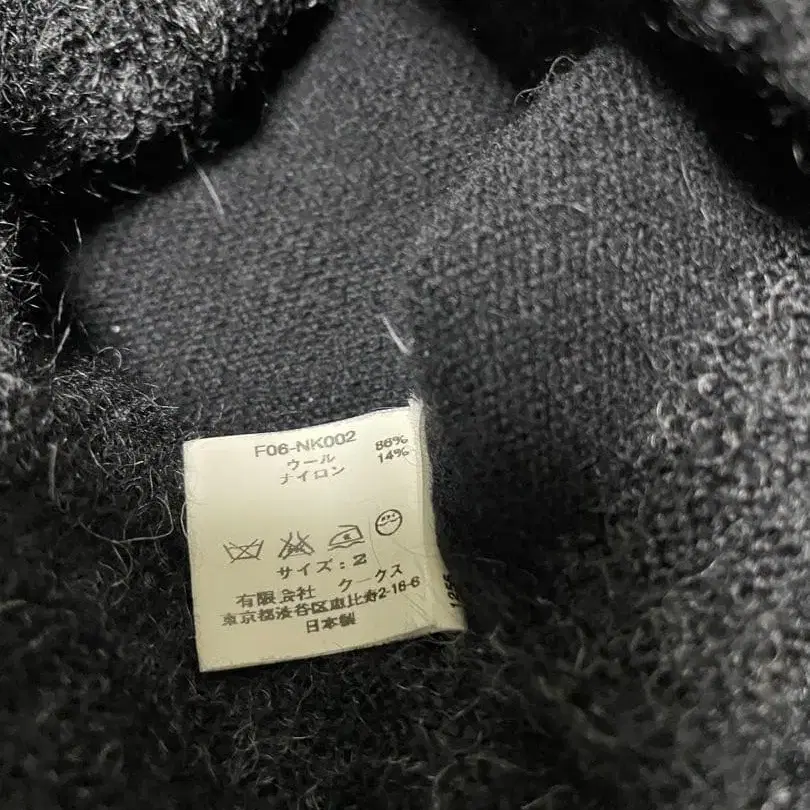 F06-NK002
ウール 86%
ナイロン 14%
サイズ：2
有限会社 クークス
東京都渋谷区恵比寿2-16-6
日本製